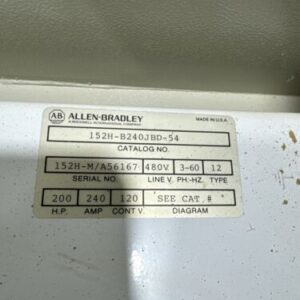 AB ALLEN-BRADLEY MADE IN U.S.A.
A ROCKWELL INTERNATIONAL COMPANY
152H-B240JBD-54
CATALOG NO.
152H-M/A56167 480V 3-60 12
SERIAL NO. LINE V. PH.-HZ. TYPE
200 240 120 SEE CAT.#
H.P. AMP CONT V. DIAGRAM